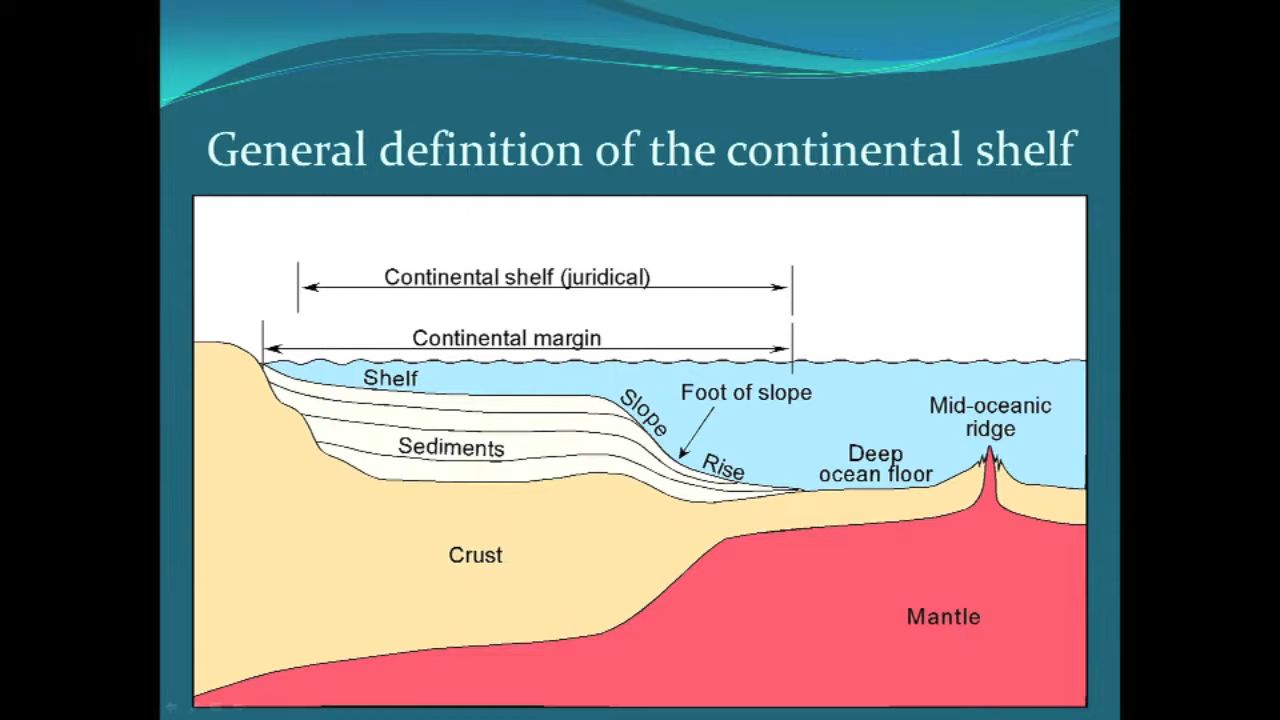 General definition of the continental shelf
Continental shelf (juridical)
Continental margin
Shelf
Slope
Foot of slope
Mid-oceanic
ridge
Sediments
Rise
Deep
ocean floor
Crust
Mantle